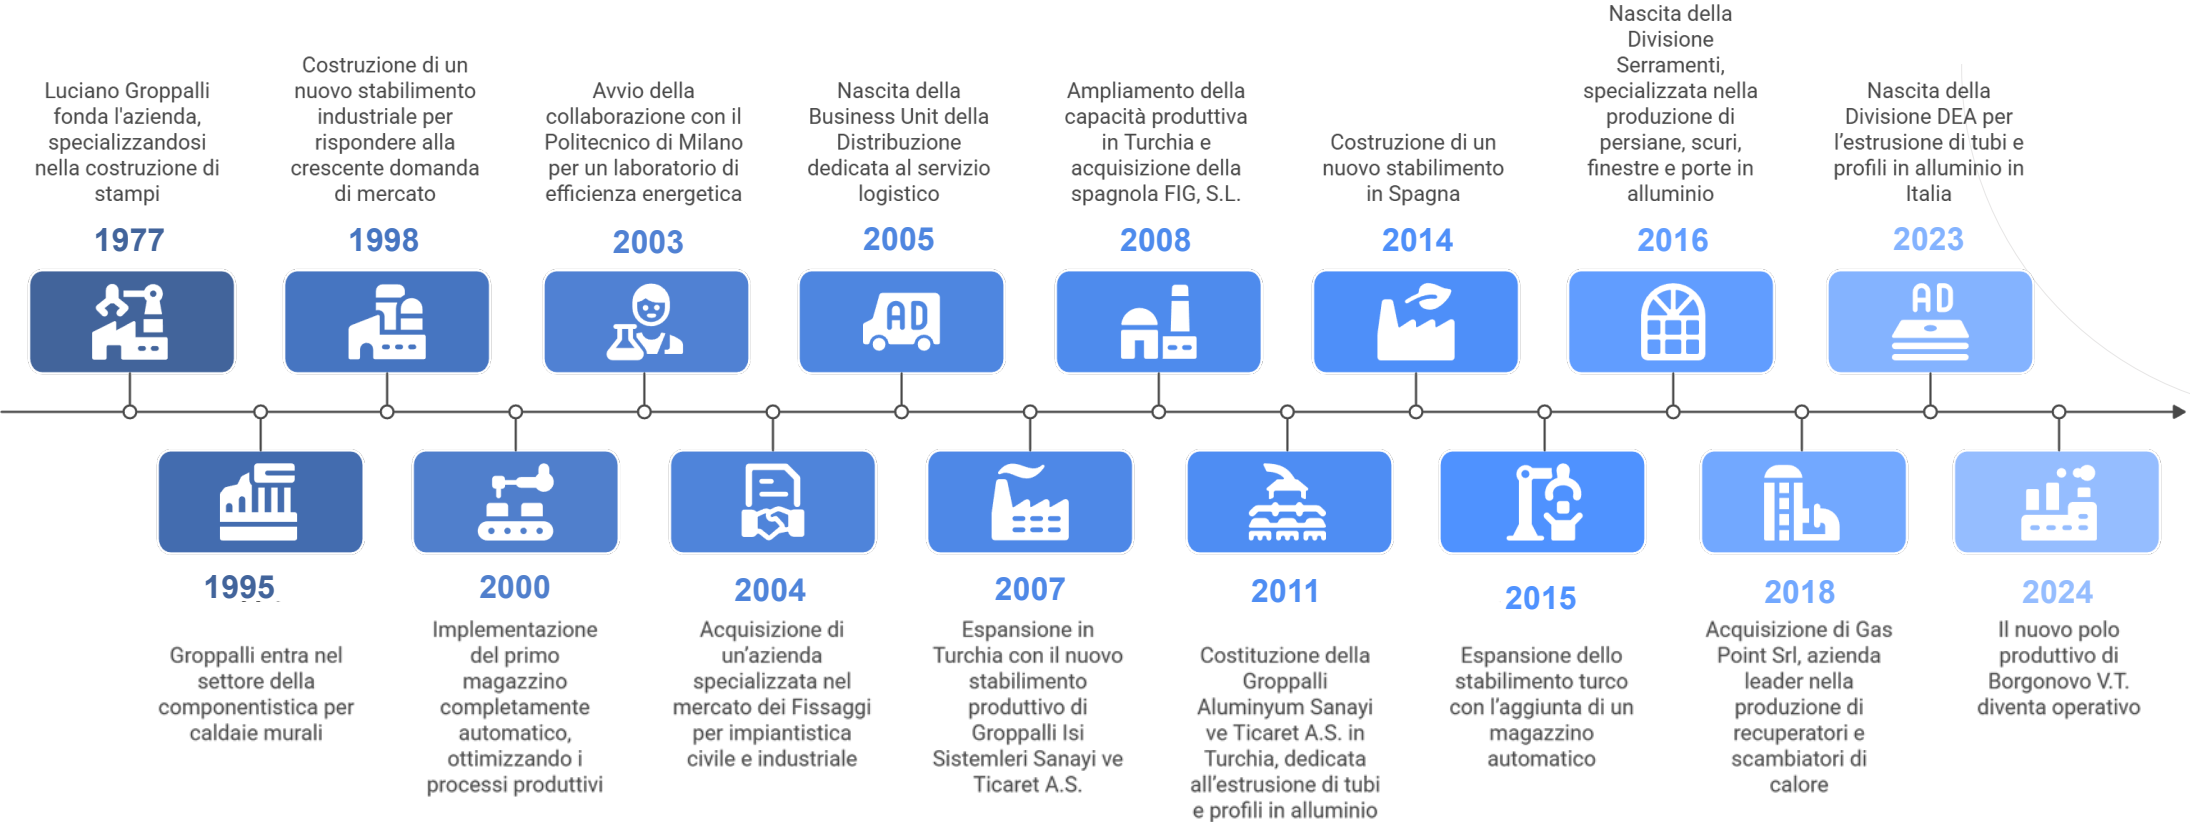 Luciano Groppalli
fonda l'azienda,
specializzandosi
nella costruzione di
stampi
1977
Groppalli entra nel
settore della
componentistica per
caldaie murali
1995
Costruzione di un
nuovo stabilimento
industriale per
rispondere alla
crescente domanda
di mercato
1998
2000
Implementazione
del primo
magazzino
completamente
automatico,
ottimizzando i
processi produttivi
Avvio della
collaborazione con il
Politecnico di Milano
per un laboratorio di
efficienza energetica
2003
2004
Acquisizione di
un’azienda
specializzata nel
mercato dei Fissaggi
per impiantistica
civile e industriale
Nascita della
Business Unit della
Distribuzione
dedicata al servizio
logistico
2005
AD
2007
Espansione in
Turchia con il nuovo
stabilimento
produttivo di
Groppalli Isi
Sistemleri Sanayi ve
Ticaret A.S.
Ampliamento della
capacità produttiva
in Turchia e
acquisizione della
spagnola FIG, S.L.
2008
2011
Costituzione della
Groppalli
Aluminyum Sanayi
ve Ticaret A.S. in
Turchia, dedicata
all’estrusione di tubi
e profili in alluminio
Costruzione di un
nuovo stabilimento
in Spagna
2014
2015
Espansione dello
stabilimento turco
con l’aggiunta di un
magazzino
automatico
Nascita della
Divisione
Serramenti,
specializzata nella
produzione di
persiane, scuri,
finestre e porte in
alluminio
2016
2018
Acquisizione di Gas
Point Srl, azienda
leader nella
produzione di
recuperatori e
scambiatori di
calore
Nascita della
Divisione DEA per
l’estrusione di tubi e
profili in alluminio in
Italia
2023
AD
2024
Il nuovo polo
produttivo di
Borgonovo V.T.
diventa operativo